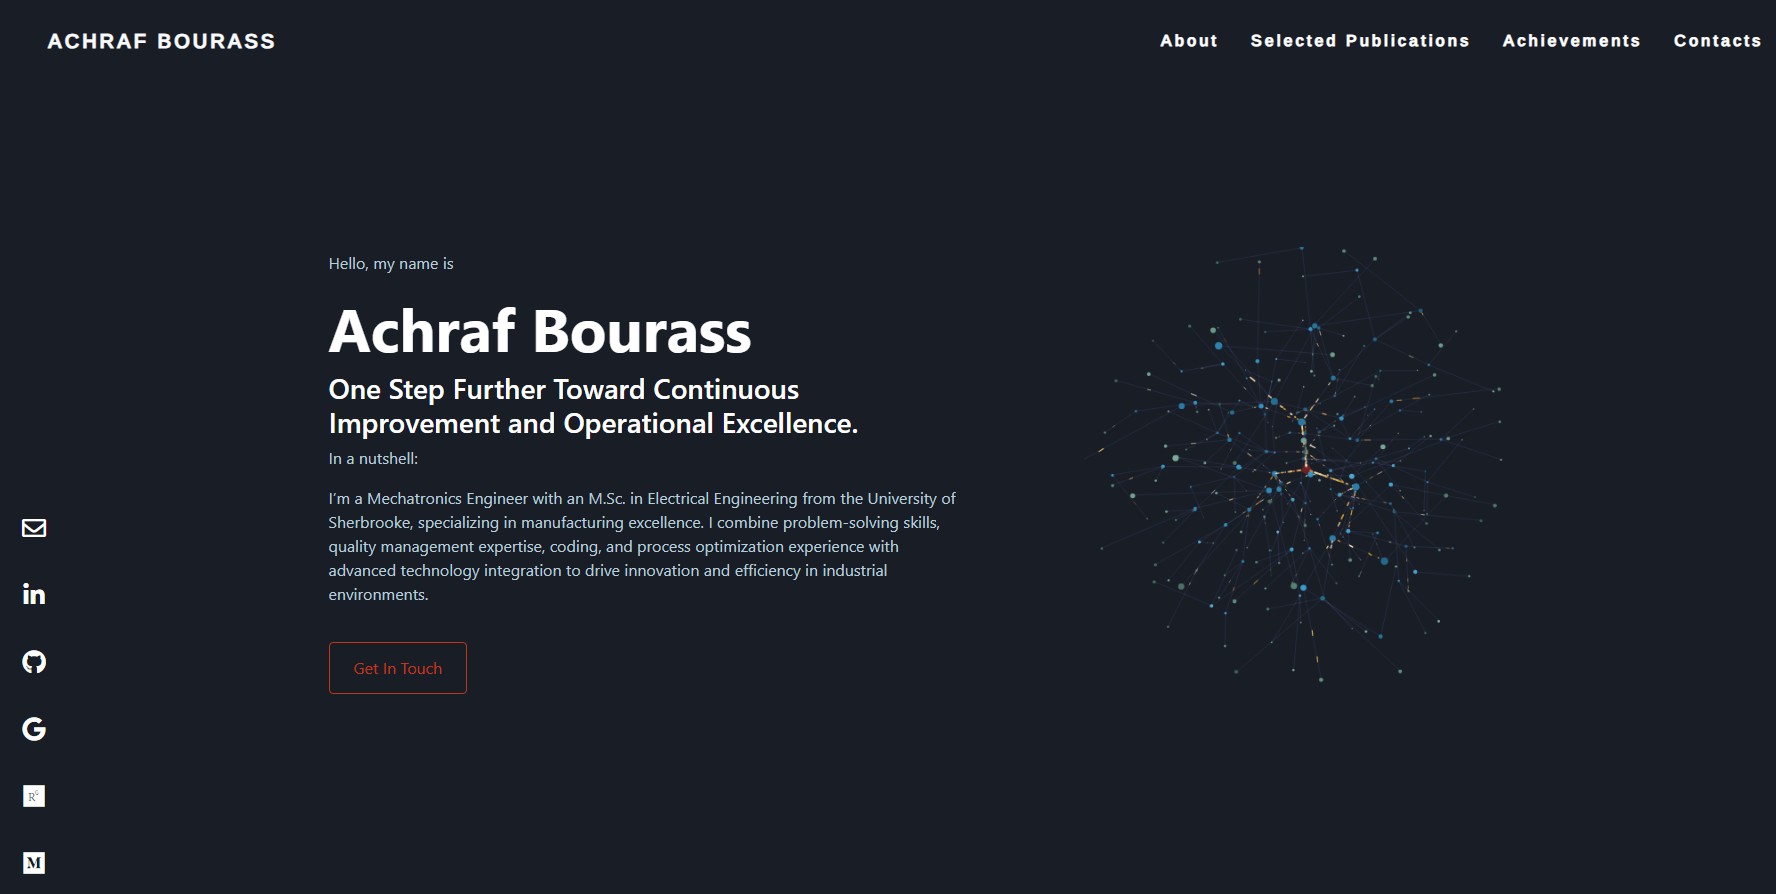 ACHRAF BOURASS
About Selected Publications Achievements Contacts
Hello, my name is
Achraf Bourass
One Step Further Toward Continuous
Improvement and Operational Excellence.
In a nutshell:
I'm a Mechatronics Engineer with an M.Sc. in Electrical Engineering from the University of
Sherbrooke, specializing in manufacturing excellence. I combine problem-solving skills,
quality management expertise, coding, and process optimization experience with
advanced technology integration to drive innovation and efficiency in industrial
environments.
Get In Touch
in
G
R G
M